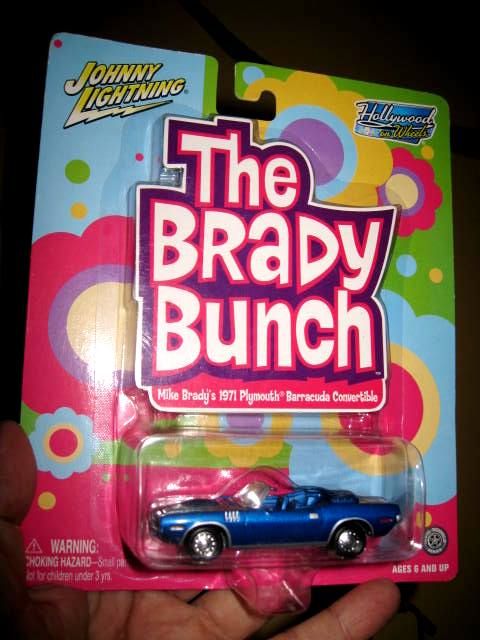 JOHNNY
LIGHTNING
Hollywood
on Wheels
The
BRADY
Bunch
Mike Brady's 1971 Plymouth® Barracuda Convertible
WARNING:
CHOKING HAZARD—Small
Not for children under 3 yrs.
AGES 6 AND UP